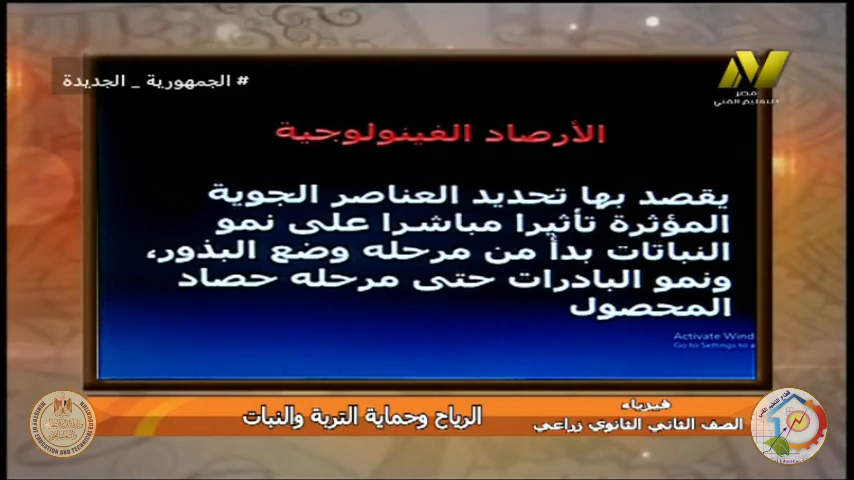 # الجمهورية _ الجديدة
مصر
التعليم الفني
الأرصاد الفينولوجية
يقصد بها تحديد العناصر الجوية
المؤثرة تأثيرا مباشرا على نمو
النباتات بدأ من مرحله وضع البذور،
ونمو البادرات حتى مرحله حصاد
المحصول
Activate Wind
Go to Settings to a
فيزياء
الصف الثاني الثانوي زراعي
الرياح وحماية التربة والنبات